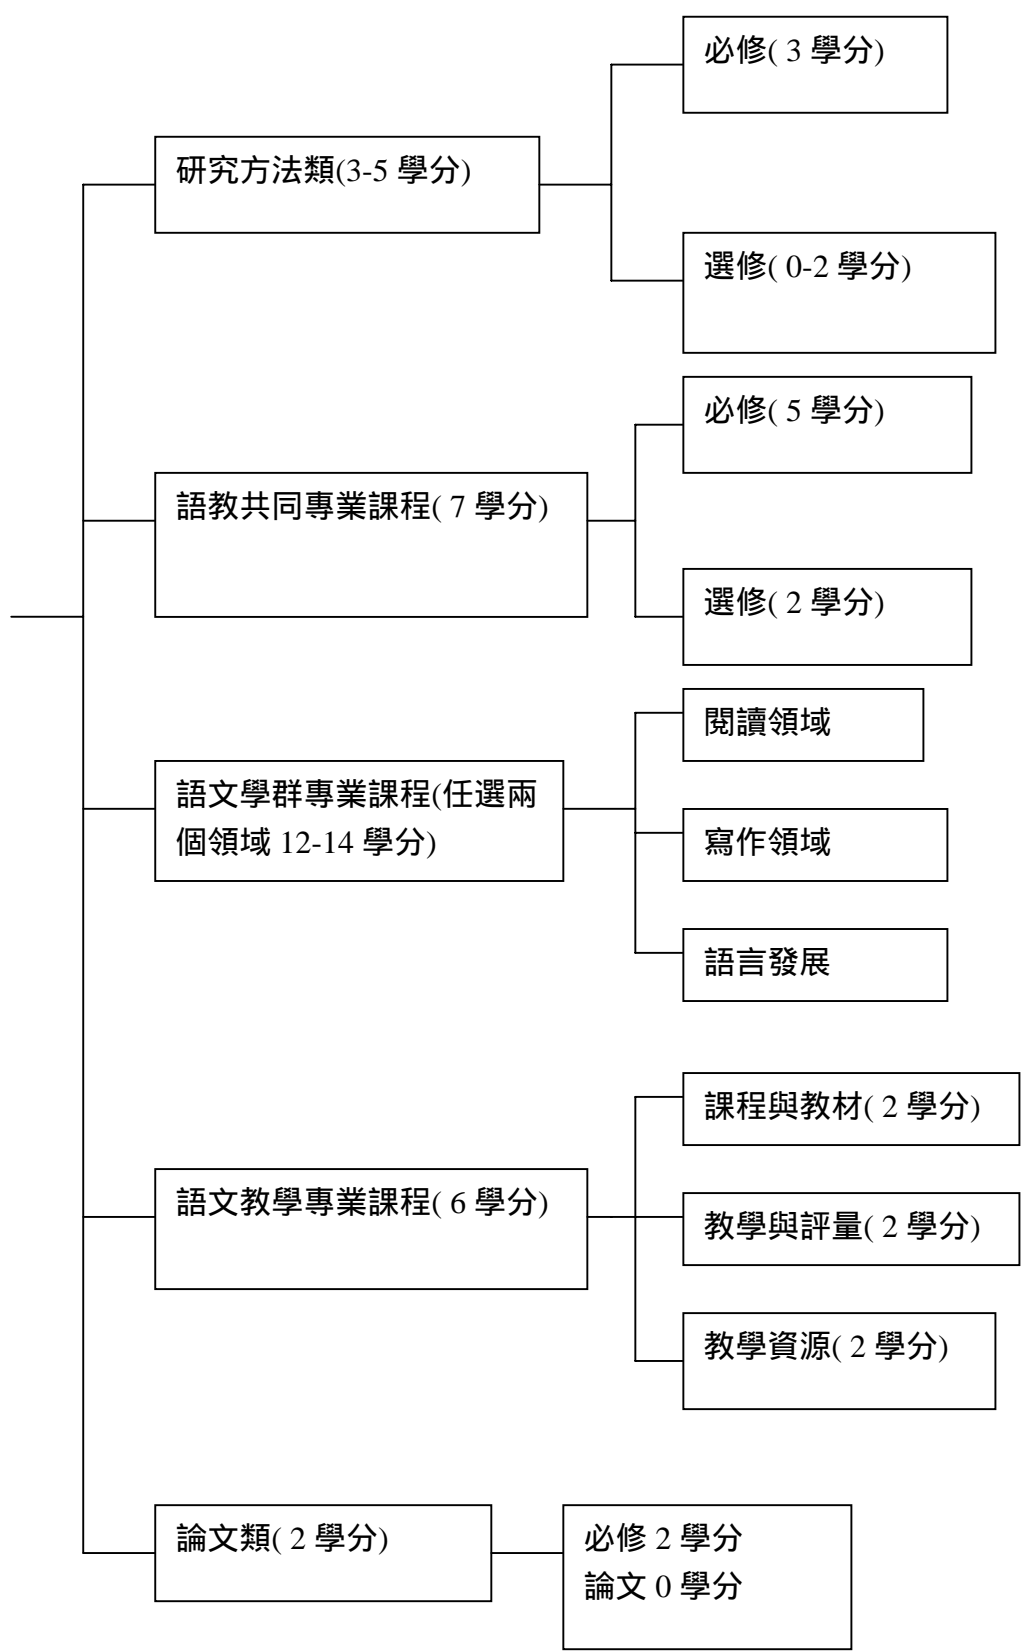 必修( 3 學分)
研究方法類(3-5 學分)
選修( 0-2 學分)
必修( 5 學分)
語教共同專業課程( 7 學分)
選修( 2 學分)
閱讀領域
語文學群專業課程(任選兩
個領域 12-14 學分)
寫作領域
語言發展
課程與教材( 2 學分)
語文教學專業課程( 6 學分)
教學與評量( 2 學分)
教學資源( 2 學分)
論文類( 2 學分)
必修 2 學分
論文 0 學分